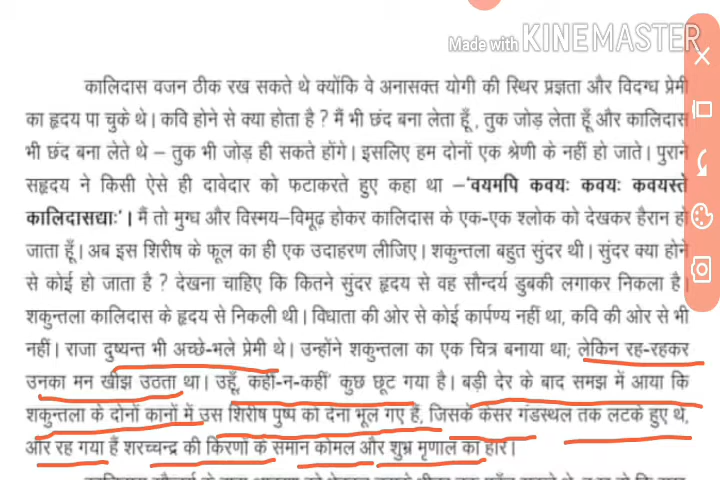 Made with KINEMASTER
कालिदास वजन ठीक रख सकते थे क्योंकि वे अनासक्त योगी की स्थिर प्रज्ञता और विदग्ध प्रेमी
का हृदय पा चुके थे। कवि होने से क्या होता है ? मैं भी छंद बना लेता हूँ , तुक जोड़ लेता हूँ और कालिदास
भी छंद बना लेते थे – तुक भी जोड़ ही सकते होंगे। इसलिए हम दोनों एक श्रेणी के नहीं हो जाते। पुराने
सहृदय ने किसी ऐसे ही दावेदार को फटाकरते हुए कहा था –‘वयमपि कवयः कवयः कवयस्ते
कालिदासद्याः’। मैं तो मुग्ध और विस्मय–विमूढ़ होकर कालिदास के एक-एक श्लोक को देखकर हैरान हो
जाता हूँ। अब इस शिरीष के फूल का ही एक उदाहरण लीजिए। शकुन्तला बहुत सुंदर थी। सुंदर क्या होने
से कोई हो जाता है ? देखना चाहिए कि कितने सुंदर हृदय से वह सौन्दर्य डुबकी लगाकर निकला है।
शकुन्तला कालिदास के हृदय से निकली थी। विधाता की ओर से कोई कार्पण्य नहीं था, कवि की ओर से भी
नहीं। राजा दुष्यन्त भी अच्छे-भले प्रेमी थे। उन्होंने शकुन्तला का एक चित्र बनाया था; लेकिन रह-रहकर
उनका मन खीझ उठता था। उहूँ, कहीं-न-कहीं कुछ छूट गया है। बड़ी देर के बाद समझ में आया कि
शकुन्तला के दोनों कानों में उस शिरीष पुष्प को देना भूल गए हैं, जिसके केसर गंडस्थल तक लटके हुए थे,
और रह गया हैं शरच्चन्द्र की किरणों के समान कोमल और शुभ्र मृणाल का हार।